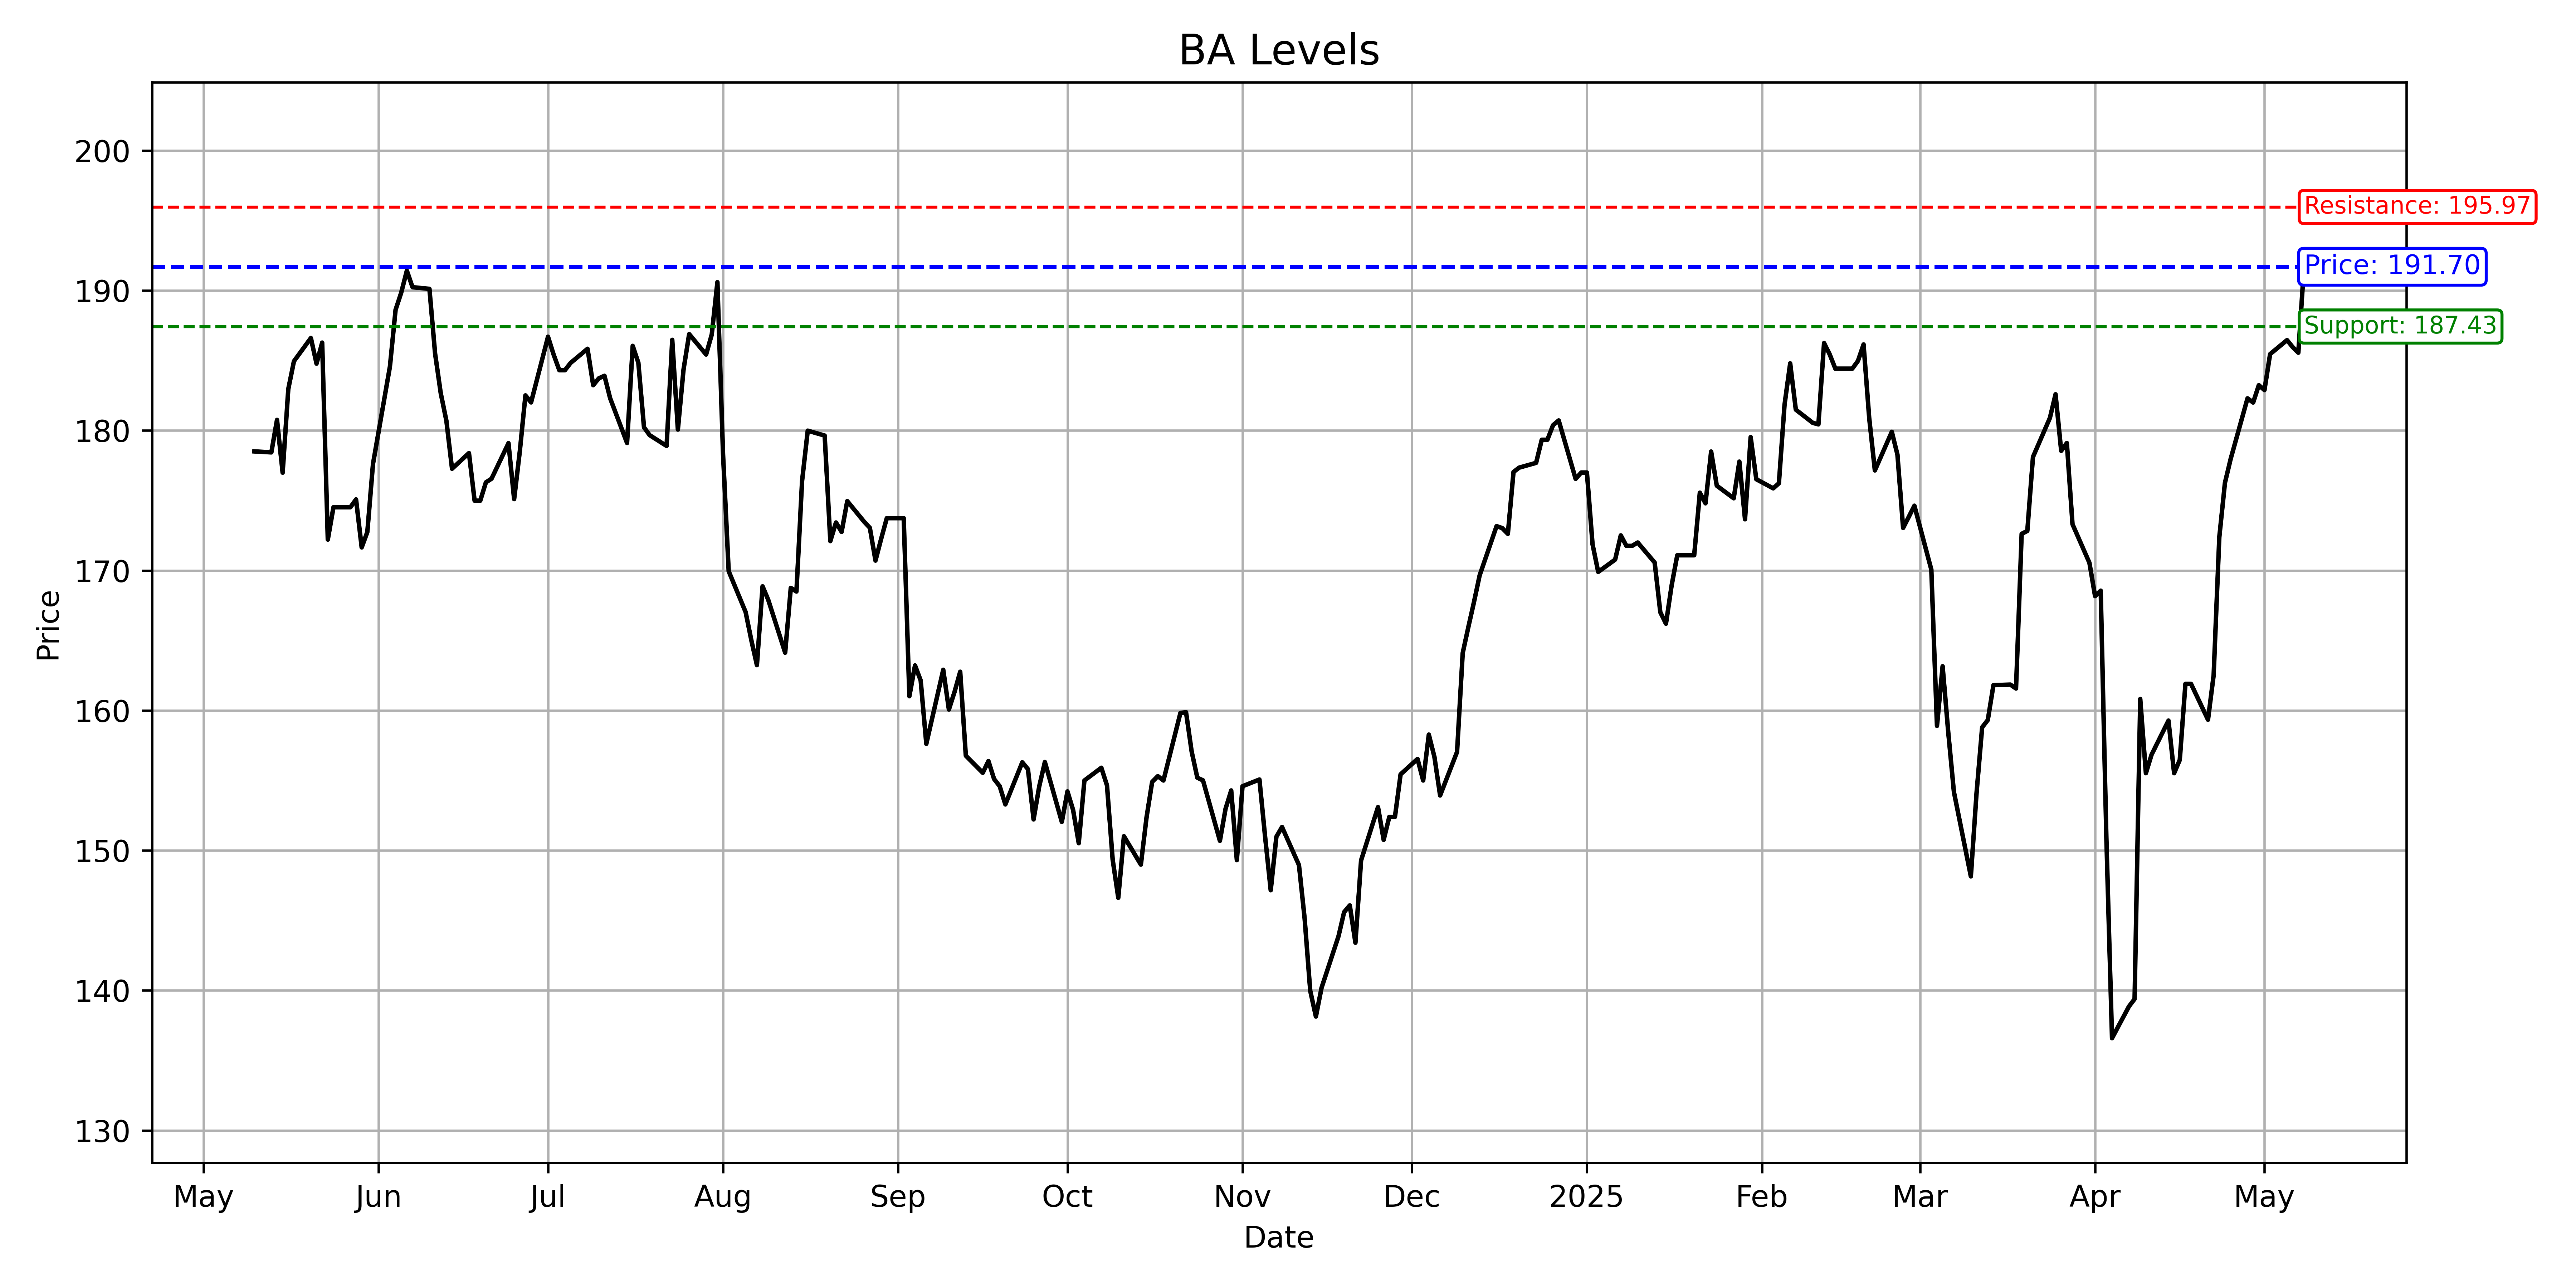 BA Levels
200
190
180
170
160
150
140
130
Price
Resistance: 195.97
Price: 191.70
Support: 187.43
May Jun Jul Aug Sep Oct Nov Dec 2025 Feb Mar Apr May
Date